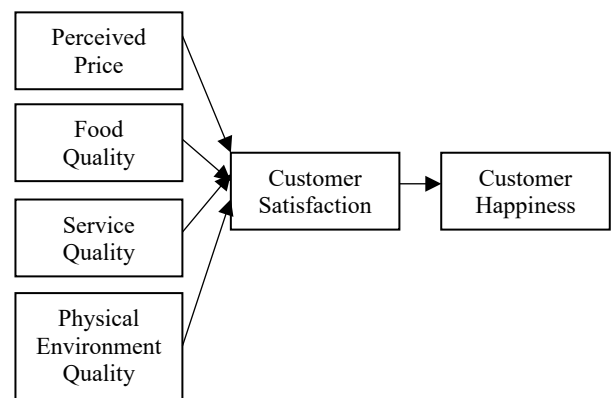 Perceived
Price
Food
Quality
Service
Quality
Physical
Environment
Quality
Customer
Satisfaction
Customer
Happiness